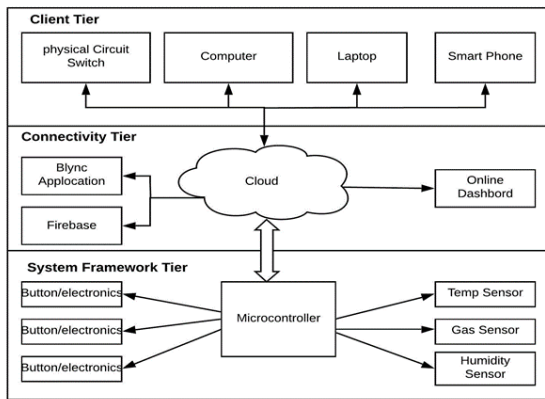 Client Tier
physical Circuit
Switch
Computer
Laptop
Smart Phone
Connectivity Tier
Blync
Applocation
Firebase
Cloud
Online
Dashbord
System Framework Tier
Button/electronics
Button/electronics
Button/electronics
Microcontroller
Temp Sensor
Gas Sensor
Humidity
Sensor